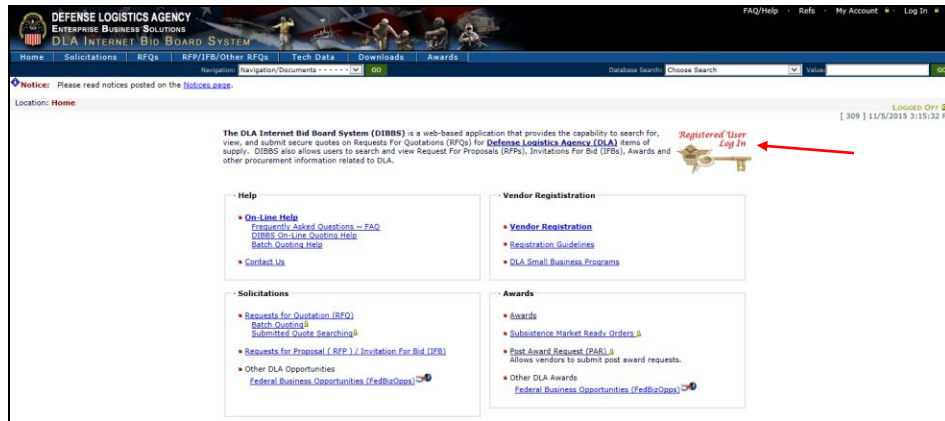 DEFENSE LOGISTICS AGENCY
ENTERPRISE BUSINESS SOLUTIONS
DLA INTERNET BID BOARD SYSTEM
FAQ/Help · Refs · My Account · Log In
Home Solicitations RFQs RFP/IFB/Other RFQs Tech Data Downloads Awards
Navigation: Navigation/Documents - - - - - - GO Database Search: Choose Search Value: GO
Notice: Please read notices posted on the Notices page.
Location: Home
LOGGED OFF
[ 309 ] 11/5/2015 3:15:32
The DLA Internet Bid Board System (DIBBS) is a web-based application that provides the capability to search for,
view, and submit secure quotes on Requests For Quotations (RFQs) for Defense Logistics Agency (DLA) items of
supply. DIBBS also allows users to search and view Request For Proposals (RFPs), Invitations For Bid (IFBs), Awards and
other procurement information related to DLA.
Registered User
Log In
· Help
On-Line Help
Frequently Asked Questions ~ FAQ
DIBBS On-Line Quoting Help
Batch Quoting Help
Contact Us
· Vendor Regististration
Vendor Registration
Registration Guidelines
DLA Small Business Programs
· Solicitations
Requests for Quotation (RFQ)
Batch Quoting
Submitted Quote Searching
Requests for Proposal ( RFP ) / Invitation For Bid (IFB)
Other DLA Opportunities
Federal Business Opportunities (FedBizOpps)
· Awards
Awards
Subsistence Market Ready Orders
Post Award Request (PAR)
Allows vendors to submit post award requests.
Other DLA Awards
Federal Business Opportunities (FedBizOpps)